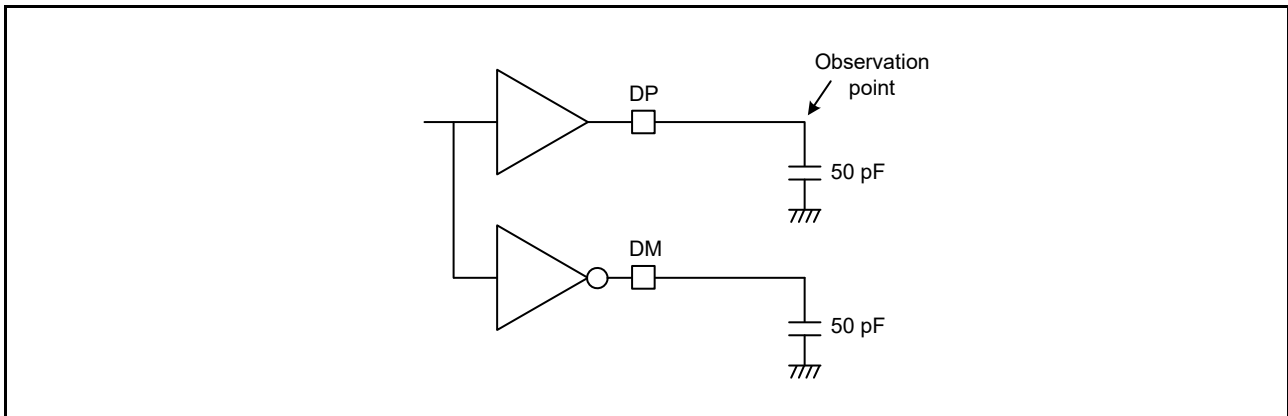 Observation
point
DP
50 pF
DM
50 pF